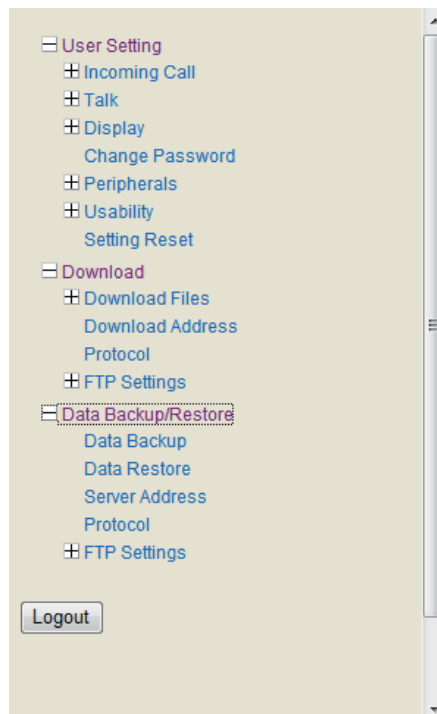 User Setting
Incoming Call
Talk
Display
Change Password
Peripherals
Usability
Setting Reset
Download
Download Files
Download Address
Protocol
FTP Settings
Data Backup/Restore
Data Backup
Data Restore
Server Address
Protocol
FTP Settings
Logout